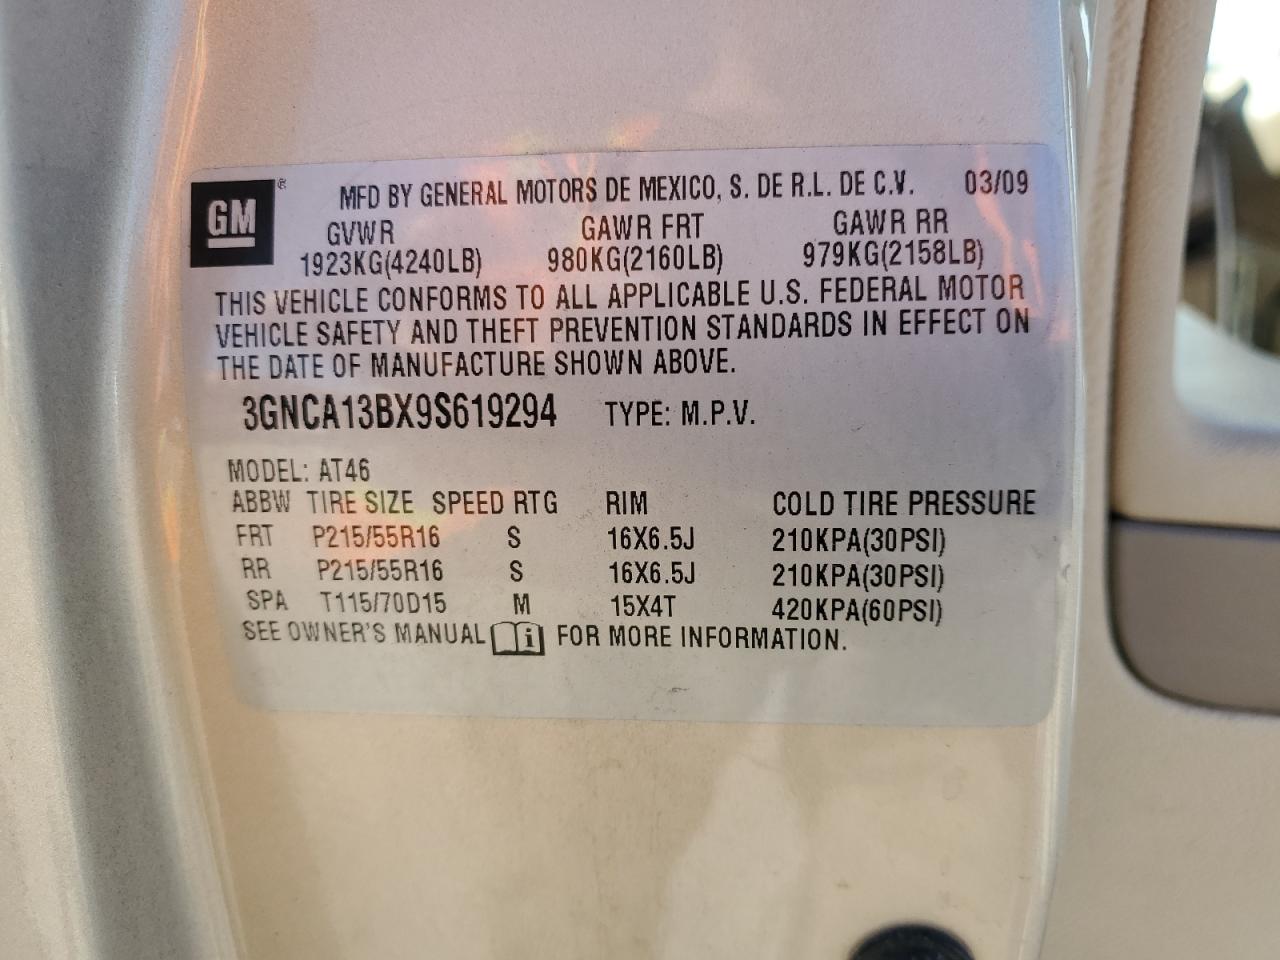 GM ® MFD BY GENERAL MOTORS DE MEXICO, S. DE R.L. DE C.V. 03/09
GVWR GAWR FRT GAWR RR
1923KG(4240LB) 980KG(2160LB) 979KG(2158LB)
THIS VEHICLE CONFORMS TO ALL APPLICABLE U.S. FEDERAL MOTOR
VEHICLE SAFETY AND THEFT PREVENTION STANDARDS IN EFFECT ON
THE DATE OF MANUFACTURE SHOWN ABOVE.
3GNCA13BX9S619294 TYPE: M.P.V.
MODEL: AT46
ABBW TIRE SIZE SPEED RTG RIM COLD TIRE PRESSURE
FRT P215/55R16 S 16X6.5J 210KPA(30PSI)
RR P215/55R16 S 16X6.5J 210KPA(30PSI)
SPA T115/70D15 M 15X4T 420KPA(60PSI)
SEE OWNER'S MANUAL i FOR MORE INFORMATION.